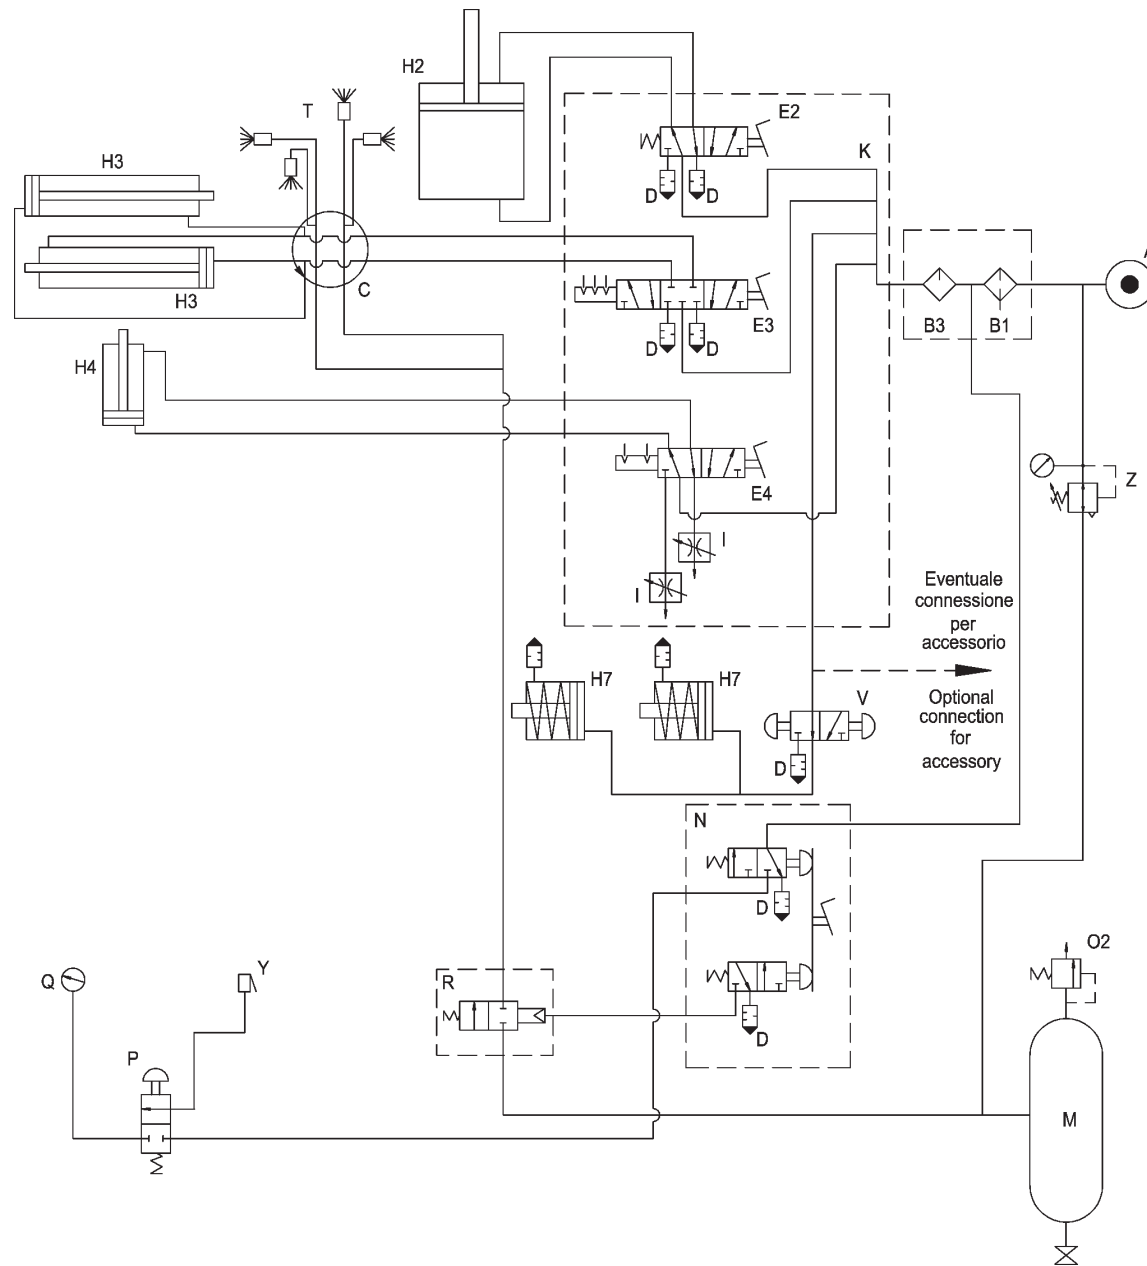 H2
T
E2
K
H3
D
D
A
H3
C
E3
B3
B1
D
D
H4
E4
Z
I
I
Eventuale
connessione
per
accessorio
H7
H7
V
Optional
connection
for
accessory
D
N
D
O2
Q
Y
R
D
P
M